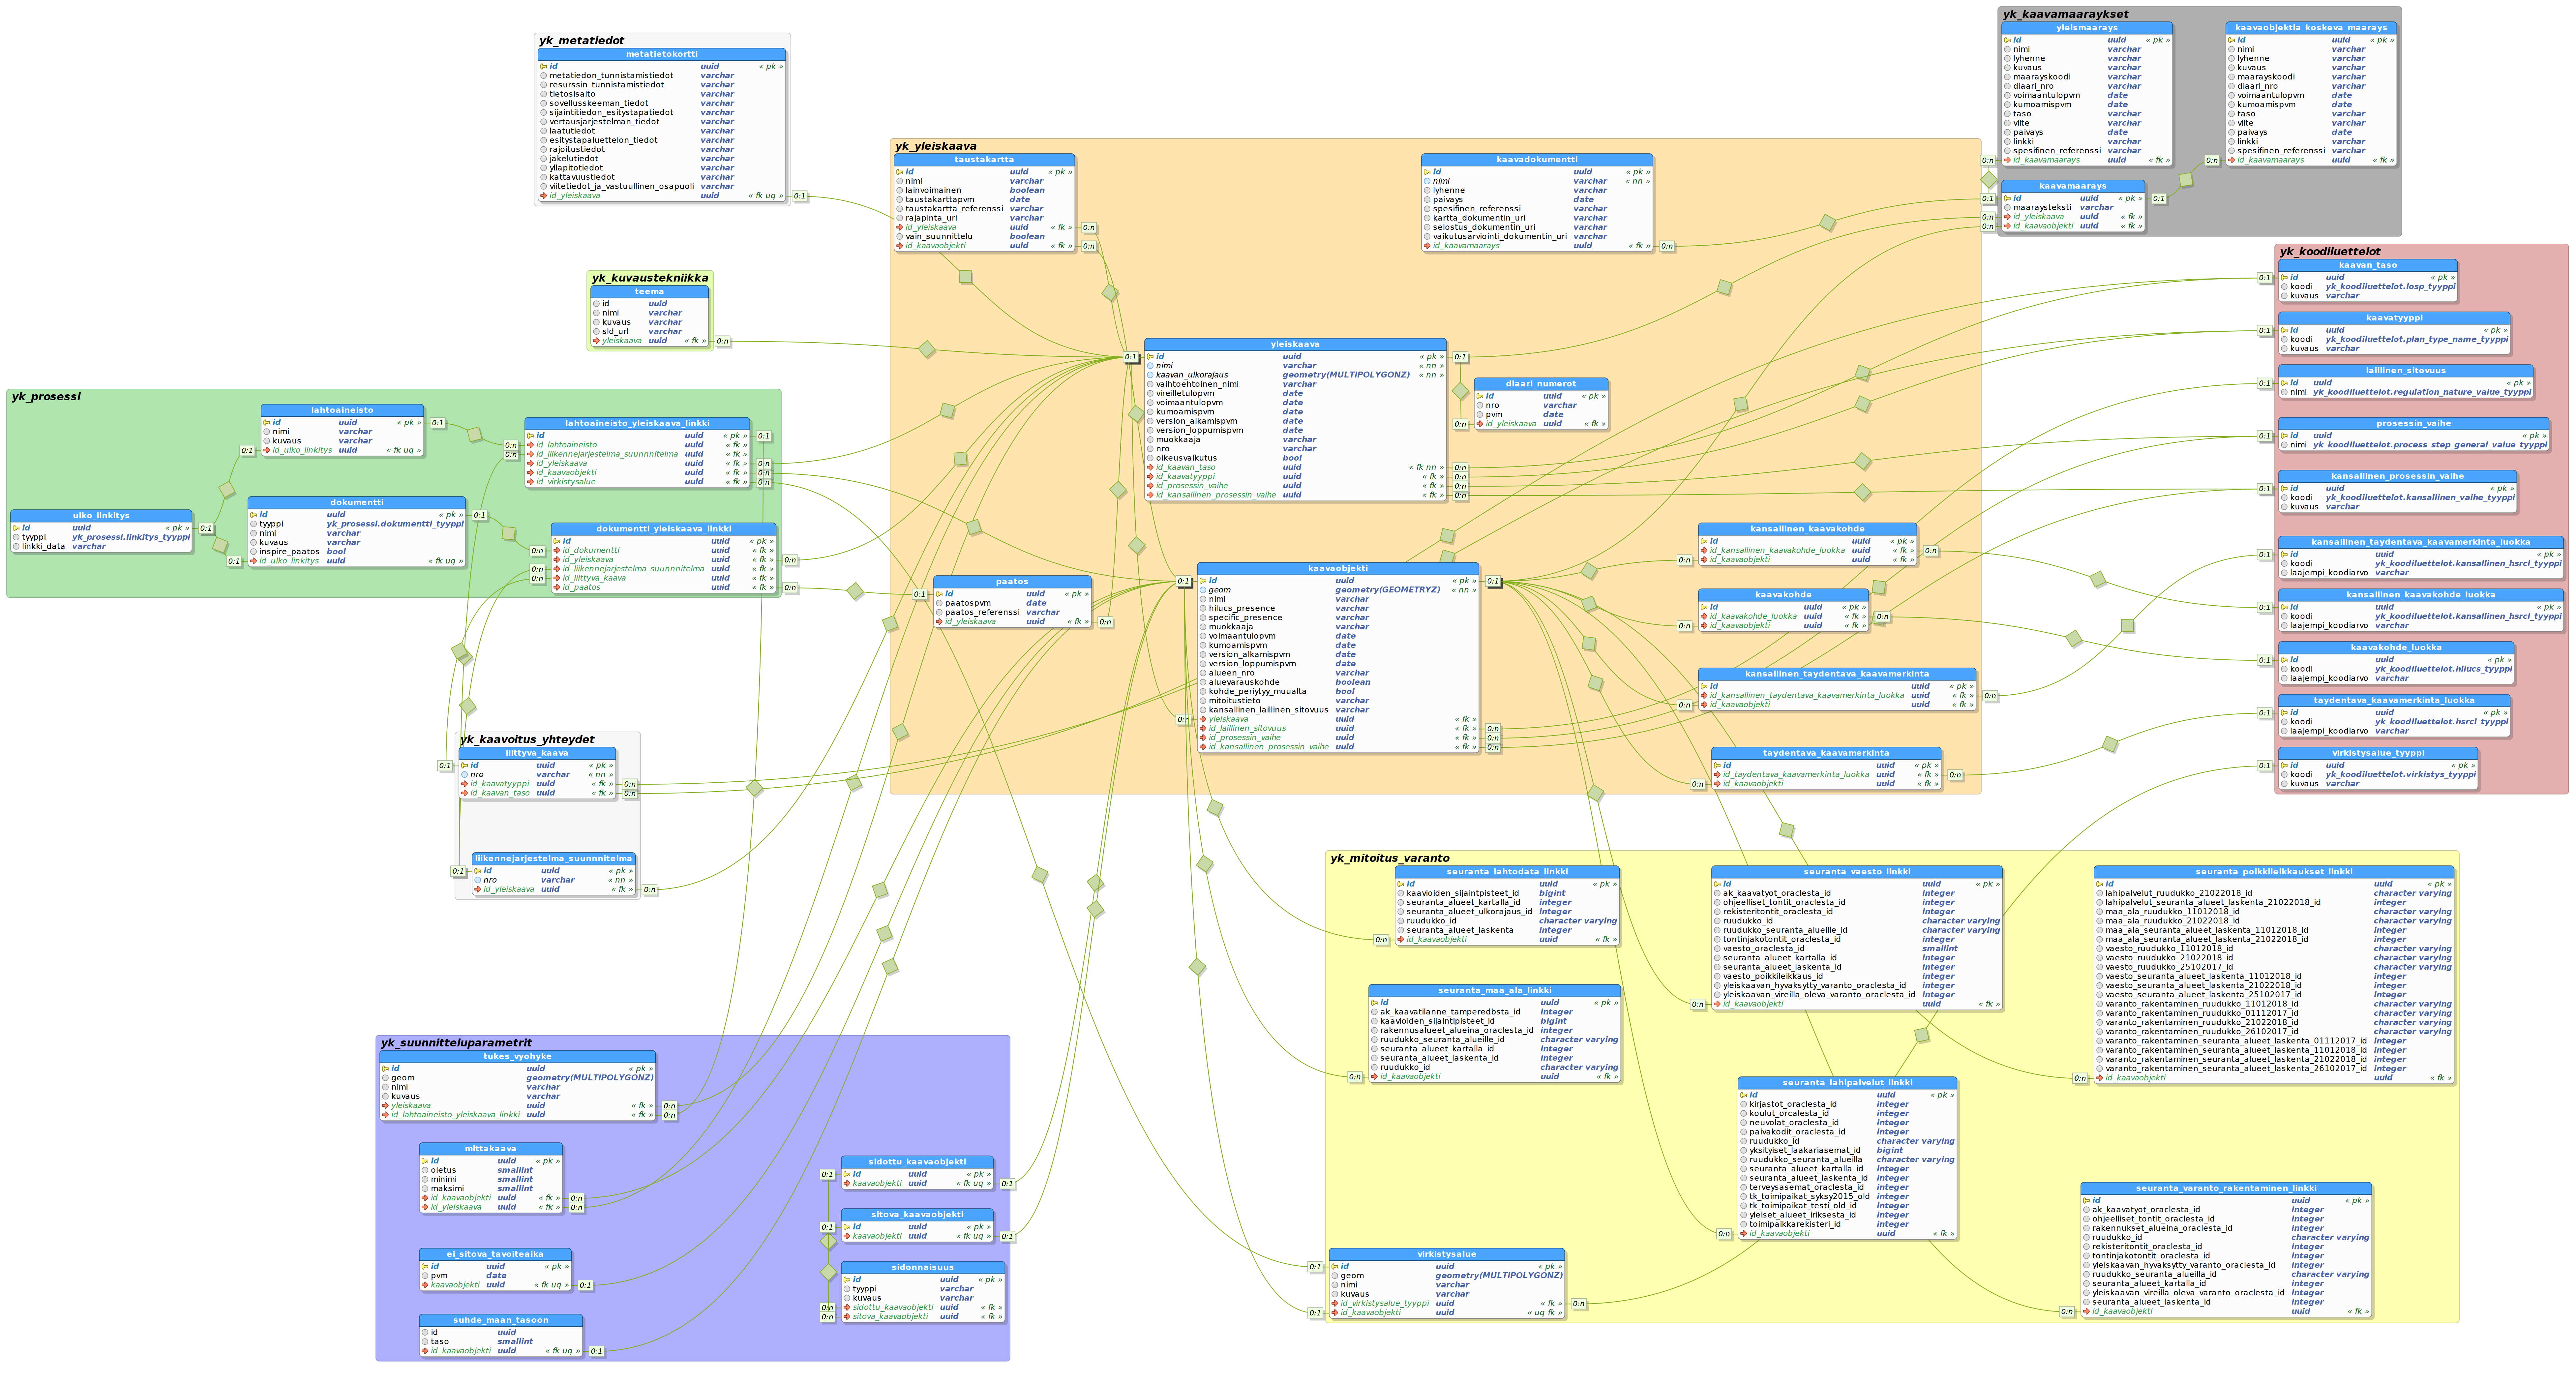 yk_metatiedot
metatietokortti
id uuid « pk »
metatiedon_tunnistamistiedot varchar
resurssin_tunnistamistiedot varchar
tietosisalto varchar
sovellusskeeman_tiedot varchar
sijaintitiedon_esitystapatiedot varchar
vertausjarjestelman_tiedot varchar
laatutiedot varchar
esitystapaluettelon_tiedot varchar
rajoitustiedot varchar
jakelutiedot varchar
yllapitotiedot varchar
kattavuustiedot varchar
viitetiedot_ja_vastuullinen_osapuoli varchar
id_yleiskaava uuid « fk uq »
0:1
yk_kuvaustekniikka
teema
id uuid
nimi varchar
kuvaus varchar
sld_url varchar
yleiskaava uuid « fk »
0:n
yk_prosessi
lahtoaineisto
id uuid « pk »
nimi varchar
kuvaus varchar
id_ulko_linkitys uuid « fk uq »
lahtoaineisto_yleiskaava_linkki
id uuid « pk »
id_lahtoaineisto uuid « fk »
id_liikennejarjestelma_suunnnitelma uuid « fk »
id_yleiskaava uuid « fk »
id_kaavaobjekti uuid « fk »
id_virkistysalue uuid « fk »
ulko_linkitys
id uuid « pk »
tyyppi yk_prosessi.linkitys_tyyppi
linkki_data varchar
dokumentti
id uuid « pk »
tyyppi yk_prosessi.dokumentti_tyyppi
nimi varchar
kuvaus varchar
inspire_paatos bool
id_ulko_linkitys uuid « fk uq »
dokumentti_yleiskaava_linkki
id uuid « pk »
id_dokumentti uuid « fk »
id_yleiskaava uuid « fk »
id_liikennejarjestelma_suunnnitelma uuid « fk »
id_liittyva_kaava uuid « fk »
id_paatos uuid « fk »
yk_kaavoitus_yhteydet
liittyva_kaava
id uuid « pk »
nro varchar « nn »
id_kaavatyyppi uuid « fk »
id_kaavan_taso uuid « fk »
liikennejarjestelma_suunnnitelma
id uuid « pk »
nro varchar « nn »
id_yleiskaava uuid « fk »
yk_yleiskaava
taustakartta
id uuid « pk »
nimi varchar
lainvoimainen boolean
taustakarttapvm date
taustakartta_referenssi varchar
rajapinta_uri varchar
id_yleiskaava uuid « fk »
vain_suunnittelu boolean
id_kaavaobjekti uuid « fk »
kaavadokumentti
id uuid « pk »
nimi varchar « nn »
lyhenne varchar
paivays date
spesifinen_referenssi varchar
kartta_dokumentin_uri varchar
selostus_dokumentin_uri varchar
vaikutusarviointi_dokumentin_uri varchar
id_kaavamaarays uuid « fk »
yleiskaava
id uuid « pk »
nimi varchar « nn »
kaavan_ulkorajaus geometry(MULTIPOLYGONZ) « nn »
vaihtoehtoinen_nimi varchar
vireilletulopvm date
voimaantulopvm date
kumoamispvm date
version_alkamispvm date
version_loppumispvm date
muokkaaja varchar
nro varchar
oikeusvaikutus bool
id_kaavan_taso uuid « fk nn »
id_kaavatyyppi uuid « fk »
id_prosessin_vaihe uuid « fk »
id_kansallinen_prosessin_vaihe uuid « fk »
diaari_numerot
id uuid « pk »
nro varchar
pvm date
id_yleiskaava uuid « fk »
paatos
id uuid « pk »
paatospvm date
paatos_referenssi varchar
id_yleiskaava uuid « fk »
kaavaobjekti
id uuid « pk »
geom geometry(GEOMETRYZ) « nn »
nimi varchar
hilucs_presence varchar
specific_presence varchar
muokkaaja varchar
voimaantulopvm date
kumoamispvm date
version_alkamispvm date
version_loppumispvm date
alueen_nro varchar
aluevarauskohde boolean
kohde_periytyy_muualta bool
mitoitustieto varchar
kansallinen_laillinen_sitovuus varchar
yleiskaava uuid « fk »
id_laillinen_sitovuus uuid « fk »
id_prosessin_vaihe uuid « fk »
id_kansallinen_prosessin_vaihe uuid « fk »
kansallinen_kaavakohde
id uuid « pk »
id_kansallinen_kaavakohde_luokka uuid « fk »
id_kaavaobjekti uuid « fk »
kaavakohde
id uuid « pk »
id_kaavakohde_luokka uuid « fk »
id_kaavaobjekti uuid « fk »
kansallinen_taydentava_kaavamerkinta
id uuid « pk »
id_kansallinen_taydentava_kaavamerkinta_luokka uuid « fk »
id_kaavaobjekti uuid « fk »
taydentava_kaavamerkinta
id uuid « pk »
id_taydentava_kaavamerkinta_luokka uuid « fk »
id_kaavaobjekti uuid « fk »
yk_kaavamaaraykset
yleismaarays
id uuid « pk »
nimi varchar
lyhenne varchar
kuvaus varchar
maarayskoodi varchar
diaari_nro varchar
voimaantulopvm date
kumoamispvm date
taso varchar
viite varchar
paivays date
linkki varchar
spesifinen_referenssi varchar
id_kaavamaarays uuid « fk »
kaavaobjektia_koskeva_maarays
id uuid « pk »
nimi varchar
lyhenne varchar
kuvaus varchar
maarayskoodi varchar
diaari_nro varchar
voimaantulopvm date
kumoamispvm date
taso varchar
viite varchar
paivays date
linkki varchar
spesifinen_referenssi varchar
id_kaavamaarays uuid « fk »
kaavamaarays
id uuid « pk »
maaraysteksti varchar
id_yleiskaava uuid « fk »
id_kaavaobjekti uuid « fk »
yk_koodiluettelot
kaavan_taso
id uuid « pk »
koodi yk_koodiluettelot.losp_tyyppi
kuvaus varchar
kaavatyyppi
id uuid « pk »
koodi yk_koodiluettelot.plan_type_name_tyyppi
kuvaus varchar
laillinen_sitovuus
id uuid « pk »
nimi yk_koodiluettelot.regulation_nature_value_tyyppi
prosessin_vaihe
id uuid « pk »
nimi yk_koodiluettelot.process_step_general_value_tyyppi
kansallinen_prosessin_vaihe
id uuid « pk »
koodi yk_koodiluettelot.kansallinen_vaihe_tyyppi
kuvaus varchar
kansallinen_taydentava_kaavamerkinta_luokka
id uuid « pk »
koodi yk_koodiluettelot.kansallinen_hsrcl_tyyppi
laajempi_koodiarvo varchar
kansallinen_kaavakohde_luokka
id uuid « pk »
koodi yk_koodiluettelot.kansallinen_hsrcl_tyyppi
laajempi_koodiarvo varchar
kaavakohde_luokka
id uuid « pk »
koodi yk_koodiluettelot.hilucs_tyyppi
laajempi_koodiarvo varchar
taydentava_kaavamerkinta_luokka
id uuid « pk »
koodi yk_koodiluettelot.hsrcl_tyyppi
laajempi_koodiarvo varchar
virkistysalue_tyyppi
id uuid « pk »
koodi yk_koodiluettelot.virkistys_tyyppi
kuvaus varchar
yk_mitoitus_varanto
seuranta_lahtodata_linkki
id uuid « pk »
kaavioiden_sijaintpisteet_id bigint
seuranta_alueet_kartalla_id integer
seuranta_alueet_ulkorajaus_id integer
ruudukko_id character varying
seuranta_alueet_laskenta integer
id_kaavaobjekti uuid « fk »
seuranta_maa_ala_linkki
id uuid « pk »
ak_kaavatilanne_tamperedbsta_id integer
kaavioiden_sijaintipisteet_id bigint
rakennusalueet_alueina_oraclesta_id integer
ruudukko_seuranta_alueille_id character varying
seuranta_alueet_kartalla_id integer
seuranta_alueet_laskenta_id integer
ruudukko_id character varying
id_kaavaobjekti uuid « fk »
seuranta_vaesto_linkki
id uuid « pk »
ak_kaavatyot_oraclesta_id integer
ohjeelliset_tontit_oraclesta_id integer
rekisteritontit_oraclesta_id integer
ruudukko_id character varying
ruudukko_seuranta_alueille_id character varying
tontinjakotontit_oraclesta_id integer
vaesto_oraclesta_id smallint
seuranta_alueet_kartalla_id integer
seuranta_alueet_laskenta_id integer
vaesto_poikkileikkaus_id integer
yleiskaavan_hyvaksytty_varanto_oraclesta_id integer
yleiskaavan_vireilla_oleva_varanto_oraclesta_id integer
id_kaavaobjekti uuid « fk »
seuranta_poikkileikkaukset_linkki
id uuid « pk »
lahipalvelut_ruudukko_21022018_id character varying
lahipalvelut_seuranta_alueet_laskenta_21022018_id integer
maa_ala_ruudukko_11012018_id character varying
maa_ala_ruudukko_21022018_id character varying
maa_ala_seuranta_alueet_laskenta_11012018_id integer
maa_ala_seuranta_alueet_laskenta_21022018_id integer
vaesto_ruudukko_11012018_id character varying
vaesto_ruudukko_21022018_id character varying
vaesto_ruudukko_25102017_id character varying
vaesto_seuranta_alueet_laskenta_11012018_id integer
vaesto_seuranta_alueet_laskenta_21022018_id integer
vaesto_seuranta_alueet_laskenta_25102017_id integer
varanto_rakentaminen_ruudukko_11012018_id character varying
varanto_rakentaminen_ruudukko_01112017_id character varying
varanto_rakentaminen_ruudukko_21022018_id character varying
varanto_rakentaminen_ruudukko_26102017_id character varying
varanto_rakentaminen_seuranta_alueet_laskenta_01112017_id integer
varanto_rakentaminen_seuranta_alueet_laskenta_11012018_id integer
varanto_rakentaminen_seuranta_alueet_laskenta_21022018_id integer
varanto_rakentaminen_seuranta_alueet_laskenta_26102017_id integer
id_kaavaobjekti uuid « fk »
seuranta_lahipalvelut_linkki
id uuid « pk »
kirjastot_oraclesta_id integer
koulut_orcalesta_id integer
neuvolat_oraclesta_id integer
paivakodit_oraclesta_id integer
ruudukko_id character varying
yksityiset_laakariasemat_id bigint
ruudukko_seuranta_alueilla character varying
seuranta_alueet_kartalla_id integer
seuranta_alueet_laskenta_id integer
terveysasemat_oraclesta_id integer
tk_toimipaikat_syksy2015_old integer
tk_toimipaikat_testi_old_id integer
yleiset_alueet_iriksesta_id integer
toimipaikkarekisteri_id integer
id_kaavaobjekti uuid « fk »
seuranta_varanto_rakentaminen_linkki
id uuid « pk »
ak_kaavatyot_oraclesta_id integer
ohjeelliset_tontit_oraclesta_id integer
rakennukset_alueina_oraclesta_id integer
ruudukko_id character varying
rekisteritontit_oraclesta_id integer
tontinjakotontit_oraclesta_id integer
yleiskaavan_hyvaksytty_varanto_oraclesta_id integer
ruudukko_seuranta_alueilla_id character varying
seuranta_alueet_kartalla_id integer
yleiskaavan_vireilla_oleva_varanto_oraclesta_id integer
seuranta_alueet_laskenta_id integer
id_kaavaobjekti uuid « fk »
virkistysalue
id uuid « pk »
geom geometry(MULTIPOLYGONZ)
nimi varchar
kuvaus varchar
id_virkistysalue_tyyppi uuid « fk »
id_kaavaobjekti uuid « uq fk »
yk_suunnitteluparametrit
tukes_vyohyke
id uuid « pk »
geom geometry(MULTIPOLYGONZ)
nimi varchar
kuvaus varchar
yleiskaava uuid « fk »
id_lahtoaineisto_yleiskaava_linkki uuid « fk »
mittakaava
id uuid « pk »
oletus smallint
minimi smallint
maksimi smallint
id_kaavaobjekti uuid « fk »
id_yleiskaava uuid « fk »
ei_sitova_tavoiteaika
id uuid « pk »
pvm date
kaavaobjekti uuid « fk uq »
suhde_maan_tasoon
id uuid
taso smallint
id_kaavaobjekti uuid « fk uq »
sidottu_kaavaobjekti
id uuid « pk »
kaavaobjekti uuid « fk uq »
sitova_kaavaobjekti
id uuid « pk »
kaavaobjekti uuid « fk uq »
sidonnaisuus
id uuid « pk »
tyyppi varchar
kuvaus varchar
sidottu_kaavaobjekti uuid « fk »
sitova_kaavaobjekti uuid « fk »